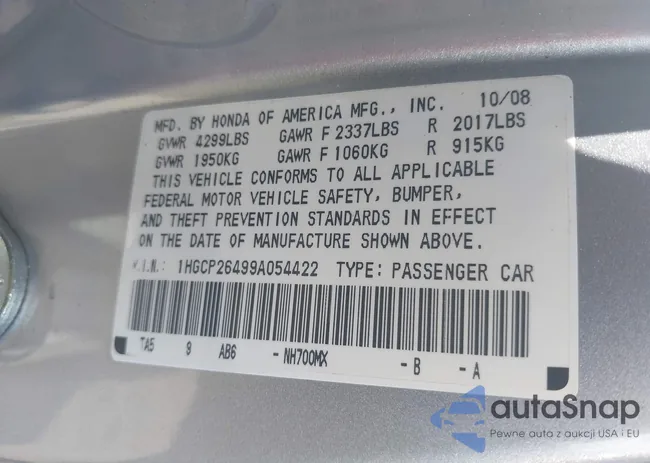 MFD. BY HONDA OF AMERICA MFG., INC. 10/08
GVWR 4299LBS GAWR F 2337LBS R 2017LBS
GVWR 1950KG GAWR F 1060KG R 915KG
THIS VEHICLE CONFORMS TO ALL APPLICABLE
FEDERAL MOTOR VEHICLE SAFETY, BUMPER,
AND THEFT PREVENTION STANDARDS IN EFFECT
ON THE DATE OF MANUFACTURE SHOWN ABOVE.
V.I.N.: 1HGCP26499A054422 TYPE: PASSENGER CAR
TA5 9 AB6 -NH700MX -B -A
autaSnap
Pewne auta z aukcji USA i EU